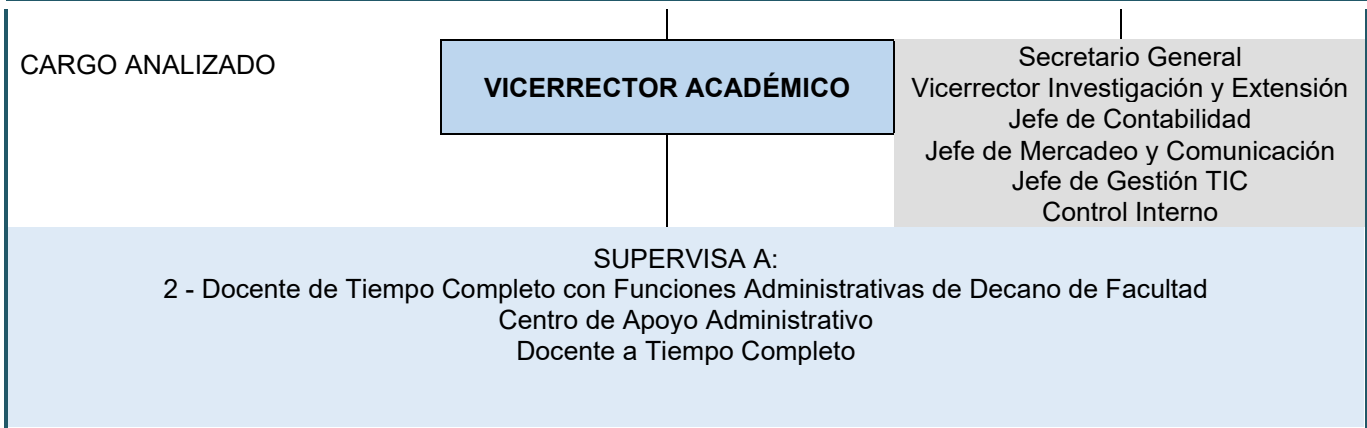 CARGO ANALIZADO
VICERRECTOR ACADÉMICO
Secretario General
Vicerrector Investigación y Extensión
Jefe de Contabilidad
Jefe de Mercadeo y Comunicación
Jefe de Gestión TIC
Control Interno
SUPERVISA A:
2 - Docente de Tiempo Completo con Funciones Administrativas de Decano de Facultad
Centro de Apoyo Administrativo
Docente a Tiempo Completo